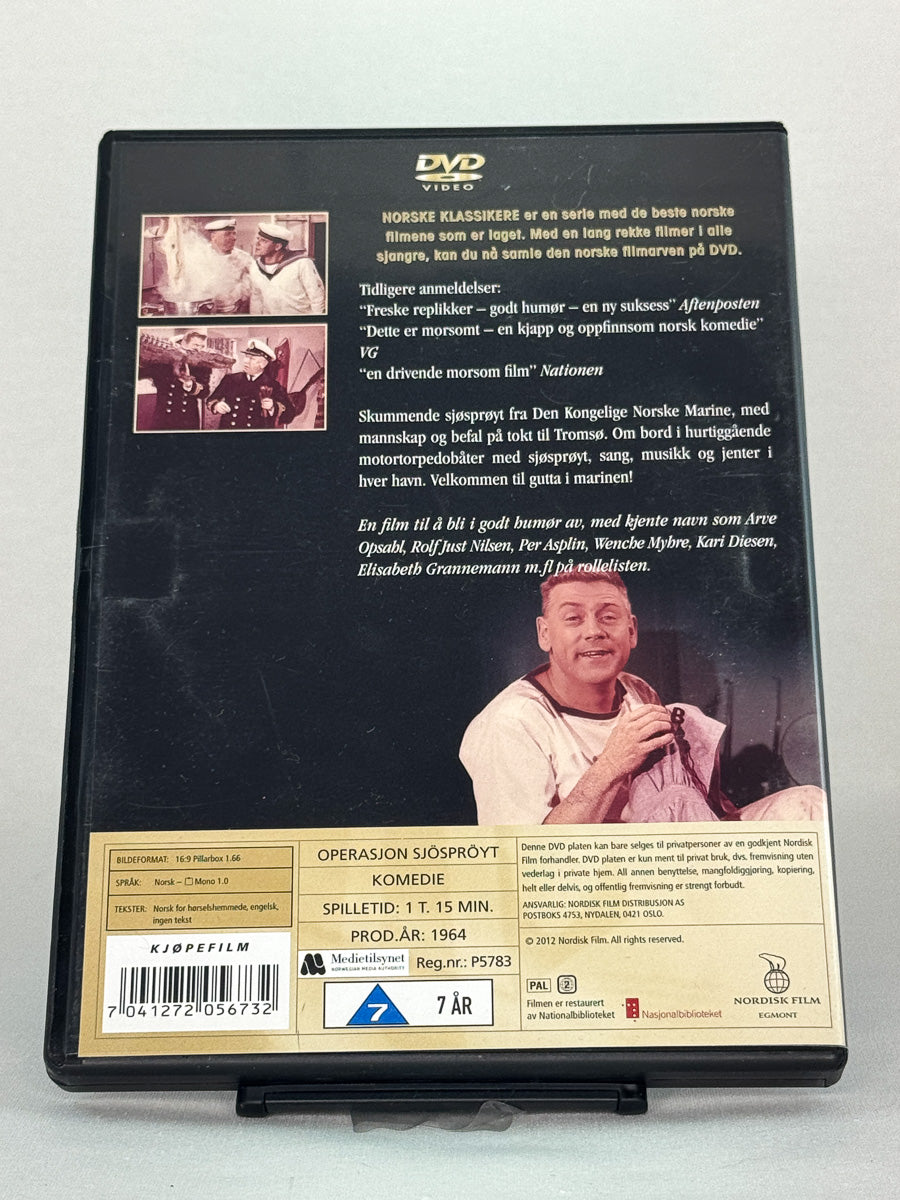 DVD
VIDEO
NORSKE KLASSIKERE er en serie med de beste norske
filmene som er laget. Med en lang rekke filmer i alle
sjangre, kan du nå samle den norske filmarven på DVD.
Tidligere anmeldelser:
“Freske replikker – godt humør – en ny suksess” Aftenposten
“Dette er morsomt – en kjapp og oppfinnsom norsk komedie”
VG
“en drivende morsom film” Nationen
Skummende sjøsprøyt fra Den Kongelige Norske Marine, med
mannskap og befal på tokt til Tromsø. Om bord i hurtiggående
motortorpedobåter med sjøsprøyt, sang, musikk og jenter i
hver havn. Velkommen til gutta i marinen!
En film til å bli i godt humør av, med kjente navn som Arve
Opsahl, Rolf Just Nilsen, Per Asplin, Wenche Myhre, Kari Diesen,
Elisabeth Grannemann m.fl på rollelisten.
B
BILDEFORMAT: 16:9 Pillarbox 1.66
SPRÅK: Norsk – Mono 1.0
TEKSTER: Norsk for hørselshemmede, engelsk,
ingen tekst
KJØPEFILM
7 041272 056732
OPERASJON SJÖSPRÖYT
KOMEDIE
SPILLETID: 1 T. 15 MIN.
PROD.ÅR: 1964
Medietilsynet
NORWEGIAN MEDIA AUTHORITY
Reg.nr.: P5783
7
7 ÅR
Denne DVD platen kan bare selges til privatpersoner av en godkjent Nordisk
Film forhandler. DVD platen er kun ment til privat bruk, dvs. fremvisning uten
vederlag i private hjem. All annen benyttelse, mangfoldiggjøring, kopiering,
helt eller delvis, og offentlig fremvisning er strengt forbudt.
ANSVARLIG: NORDISK FILM DISTRIBUSJON AS
POSTBOKS 4753, NYDALEN, 0421 OSLO.
© 2012 Nordisk Film. All rights reserved.
PAL
2
Filmen er restaurert
av Nationalbiblioteket
Nasjonalbiblioteket
NORDISK FILM
EGMONT